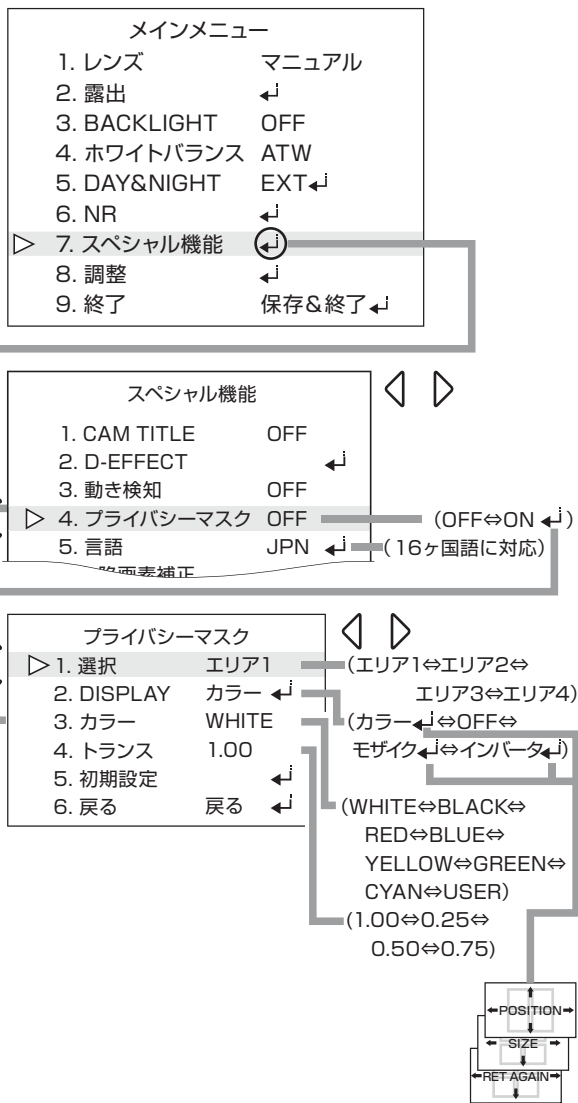 メインメニュー
1. レンズ マニュアル
2. 露出 ↲
3. BACKLIGHT OFF
4. ホワイトバランス ATW
5. DAY&NIGHT EXT↲
6. NR ↲
▷ 7. スペシャル機能 ↲
8. 調整 ↲
9. 終了 保存&終了↲
スペシャル機能
1. CAM TITLE OFF
2. D-EFFECT ↲
3. 動き検知 OFF
▷ 4. プライバシーマスク OFF (OFF⇔ON ↲)
5. 言語 JPN ↲ (16ヶ国語に対応)
画素補正
プライバシーマスク
▷ 1. 選択 エリア1 (エリア1⇔エリア2⇔
エリア3⇔エリア4)
2. DISPLAY カラー ↲ (カラー↲⇔OFF⇔
モザイク↲⇔インバータ↲)
3. カラー WHITE
4. トランス 1.00
5. 初期設定 ↲
6. 戻る 戻る ↲
(WHITE⇔BLACK⇔
RED⇔BLUE⇔
YELLOW⇔GREEN⇔
CYAN⇔USER)
(1.00⇔0.25⇔
0.50⇔0.75)
POSITION
SIZE
RET AGAIN